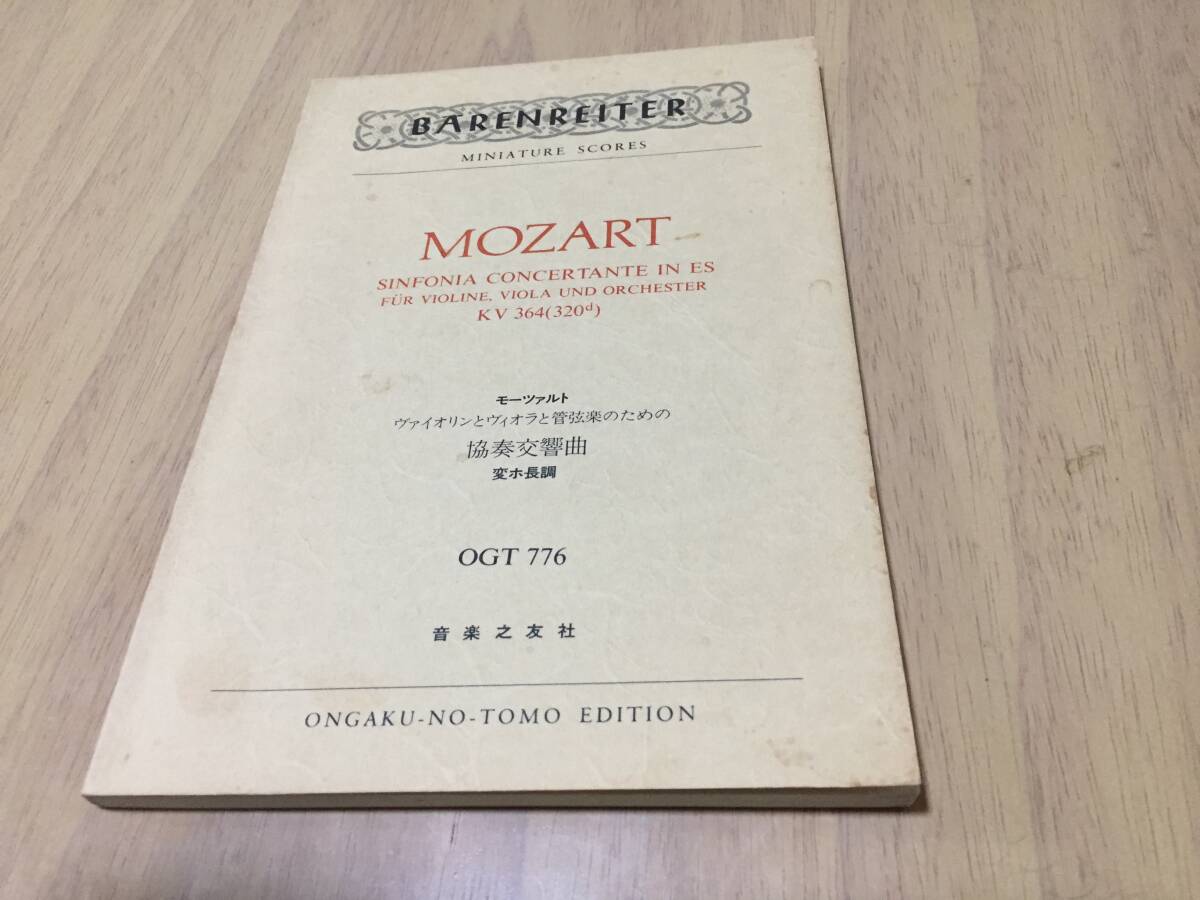 BÄRENREITER
MINIATURE SCORES
MOZART
SINFONIA CONCERTANTE IN ES
FÜR VIOLINE, VIOLA UND ORCHESTER
KV 364(320d)
モーツァルト
ヴァイオリンとヴィオラと管弦楽のための
協奏交響曲
変ホ長調
OGT 776
音楽之友社
ONGAKU-NO-TOMO EDITION